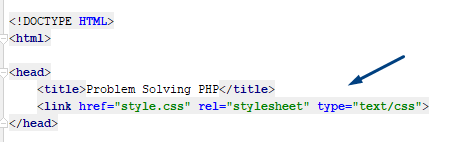 <!DOCTYPE HTML>
<html>
<head>
<title>Problem Solving PHP</title>
<link href="style.css" rel="stylesheet" type="text/css">
</head>